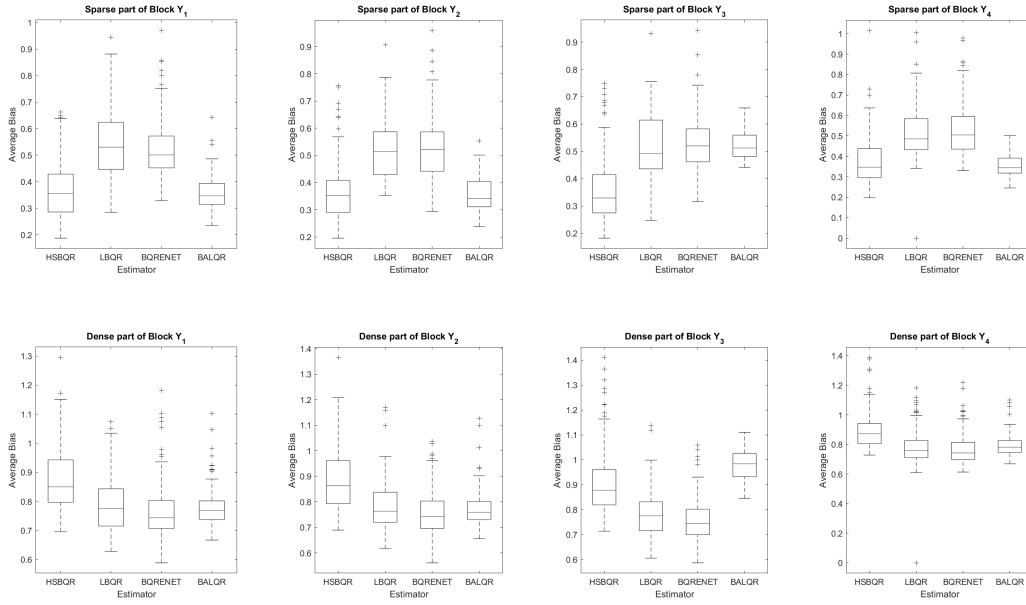 Sparse part of Block Y1
Average Bias
1
0.9
0.8
0.7
0.6
0.5
0.4
0.3
0.2
HSBQR LBQR BQRENET BALQR
Estimator
Sparse part of Block Y2
Average Bias
0.9
0.8
0.7
0.6
0.5
0.4
0.3
0.2
HSBQR LBQR BQRENET BALQR
Estimator
Sparse part of Block Y3
Average Bias
0.9
0.8
0.7
0.6
0.5
0.4
0.3
0.2
HSBQR LBQR BQRENET BALQR
Estimator
Sparse part of Block Y4
Average Bias
1
0.9
0.8
0.7
0.6
0.5
0.4
0.3
0.2
0.1
0
HSBQR LBQR BQRENET BALQR
Estimator
Dense part of Block Y1
Average Bias
1.3
1.2
1.1
1
0.9
0.8
0.7
0.6
HSBQR LBQR BQRENET BALQR
Estimator
Dense part of Block Y2
Average Bias
1.4
1.3
1.2
1.1
1
0.9
0.8
0.7
0.6
HSBQR LBQR BQRENET BALQR
Estimator
Dense part of Block Y3
Average Bias
1.4
1.3
1.2
1.1
1
0.9
0.8
0.7
0.6
HSBQR LBQR BQRENET BALQR
Estimator
Dense part of Block Y4
Average Bias
1.4
1.2
1
0.8
0.6
0.4
0.2
0
HSBQR LBQR BQRENET BALQR
Estimator